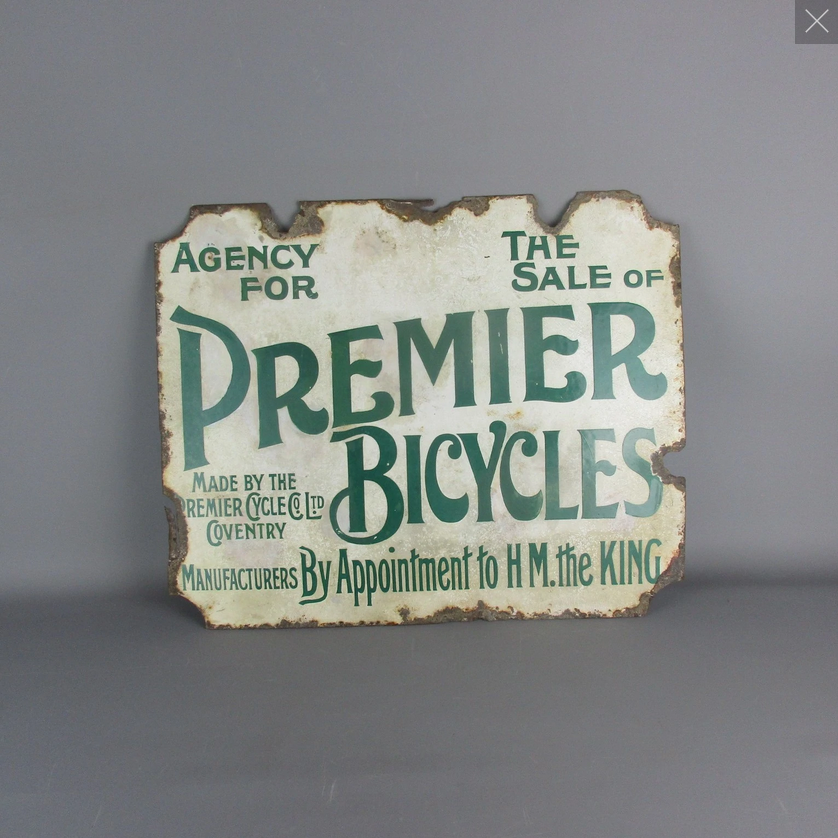 AGENCY FOR
THE SALE OF
PREMIER
BICYCLES
MADE BY THE
PREMIER CYCLE Co LTD
COVENTRY
MANUFACTURERS By Appointment to H M. the KING